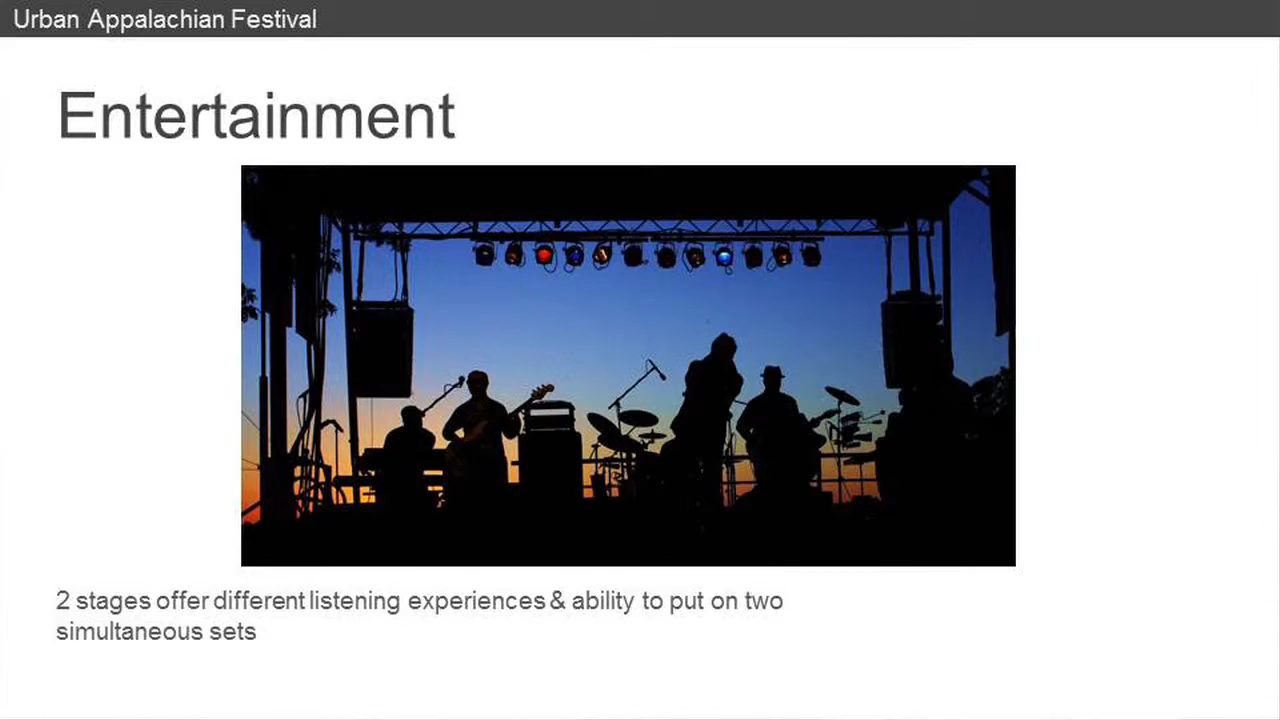 Urban Appalachian Festival
Entertainment
2 stages offer different listening experiences & ability to put on two
simultaneous sets